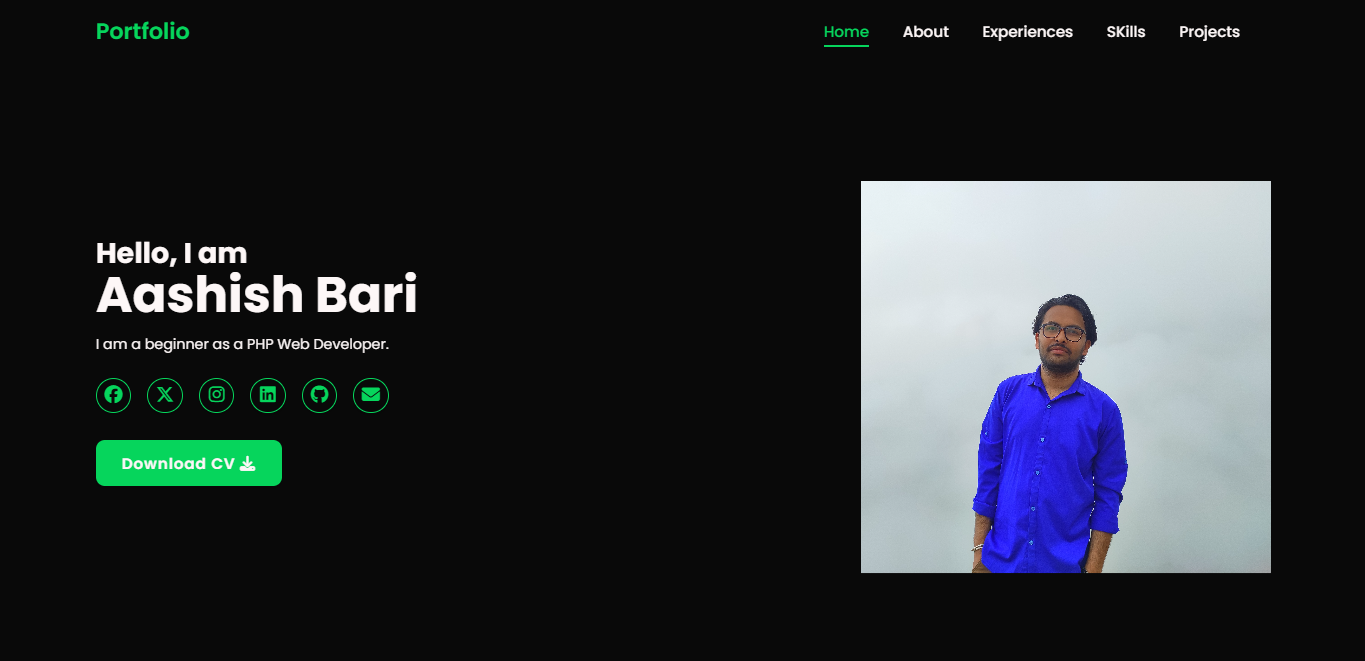 Portfolio
Home About Experiences SKills Projects
Hello, I am
Aashish Bari
I am a beginner as a PHP Web Developer.
Download CV